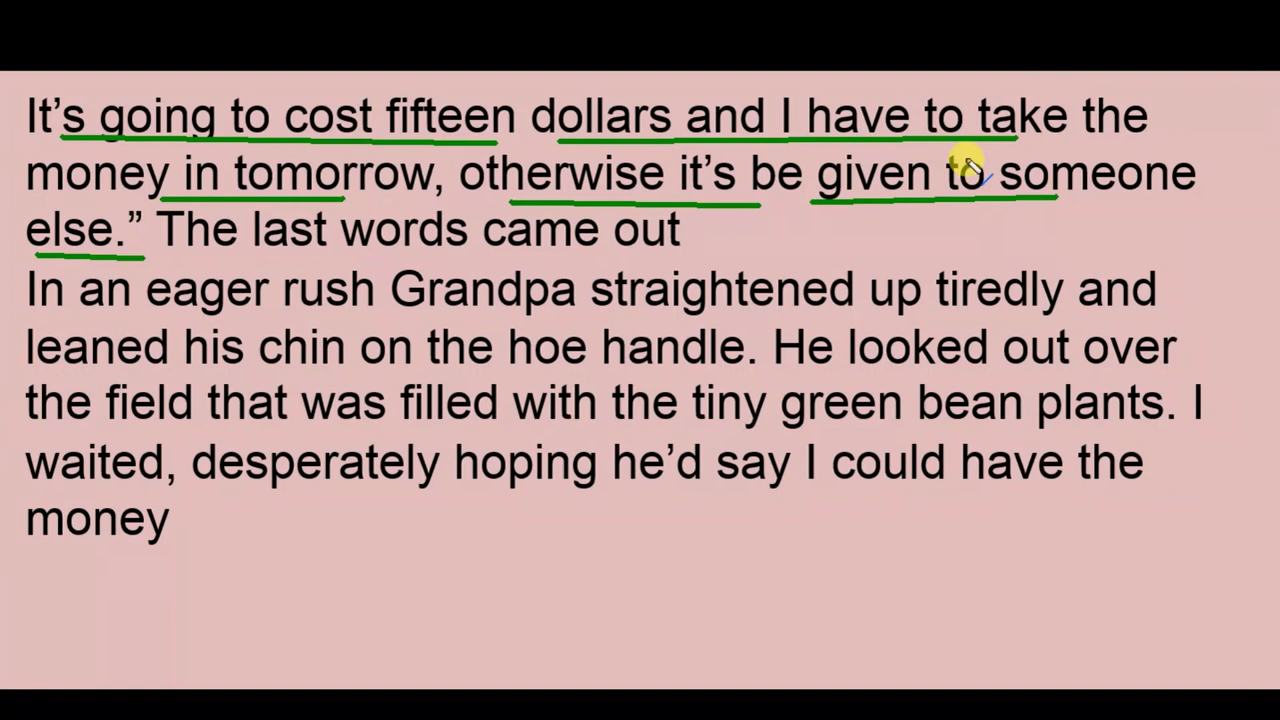 It’s going to cost fifteen dollars and I have to take the
money in tomorrow, otherwise it’s be given to someone
else.” The last words came out
In an eager rush Grandpa straightened up tiredly and
leaned his chin on the hoe handle. He looked out over
the field that was filled with the tiny green bean plants. I
waited, desperately hoping he’d say I could have the
money